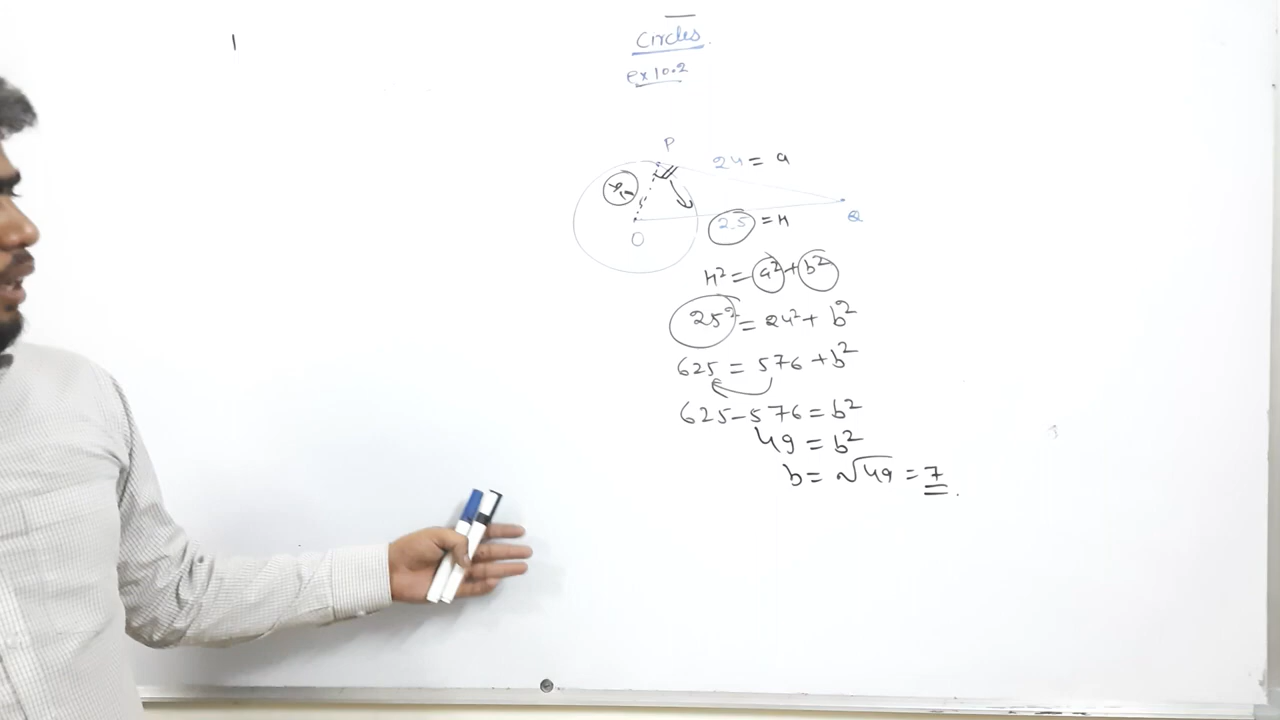 1
Circles.
ex 10.2
P
24 = a
O
25 = H
Q
H² = a² + b²
25² = 24² + b²
625 = 576 + b²
625 - 576 = b²
49 = b²
b = √49 = 7.